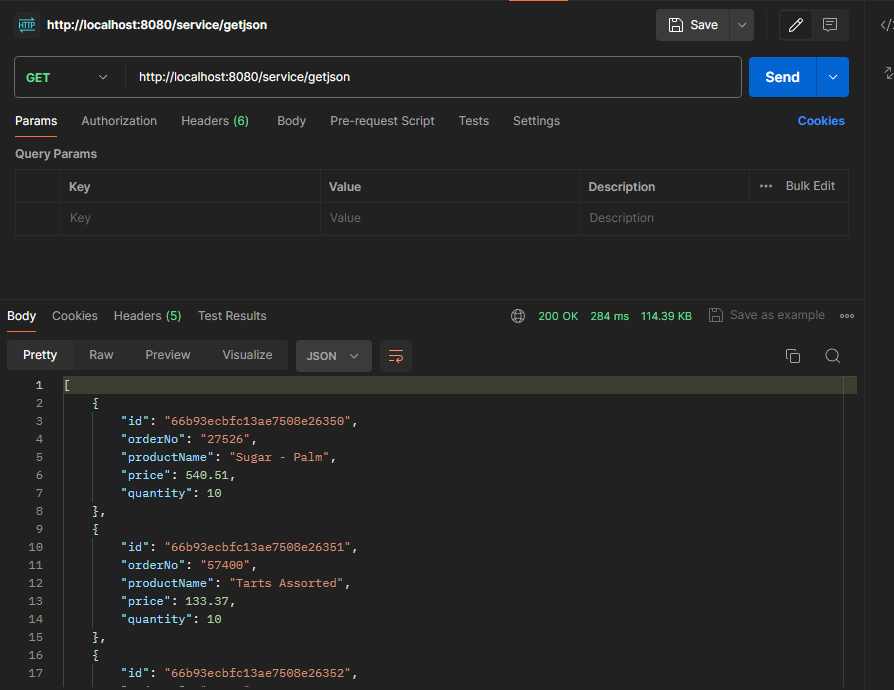 HTTP http://localhost:8080/service/getjson Save
GET http://localhost:8080/service/getjson Send
Params Authorization Headers (6) Body Pre-request Script Tests Settings Cookies
Query Params
Key Value Description ••• Bulk Edit
Key Value Description
Body Cookies Headers (5) Test Results 200 OK 284 ms 114.39 KB Save as example
Pretty Raw Preview Visualize JSON
1 [
2 {
3 "id": "66b93ecbfc13ae7508e26350",
4 "orderNo": "27526",
5 "productName": "Sugar - Palm",
6 "price": 540.51,
7 "quantity": 10
8 },
9 {
10 "id": "66b93ecbfc13ae7508e26351",
11 "orderNo": "57400",
12 "productName": "Tarts Assorted",
13 "price": 133.37,
14 "quantity": 10
15 },
16 {
17 "id": "66b93ecbfc13ae7508e26352",